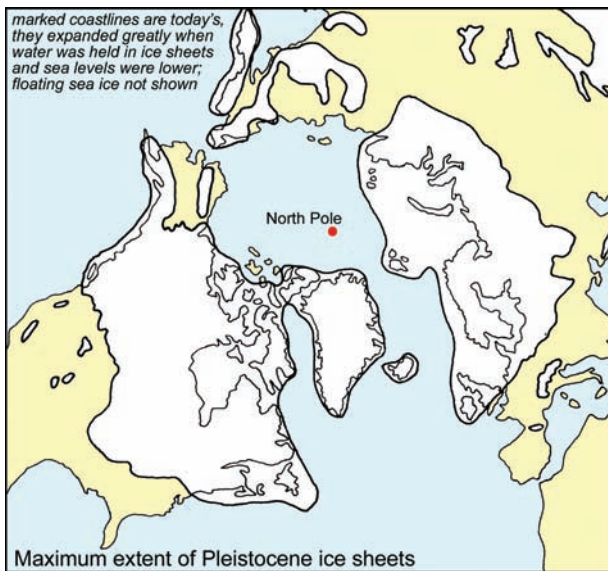 marked coastlines are today's,
they expanded greatly when
water was held in ice sheets
and sea levels were lower;
floating sea ice not shown
North Pole
Maximum extent of Pleistocene ice sheets